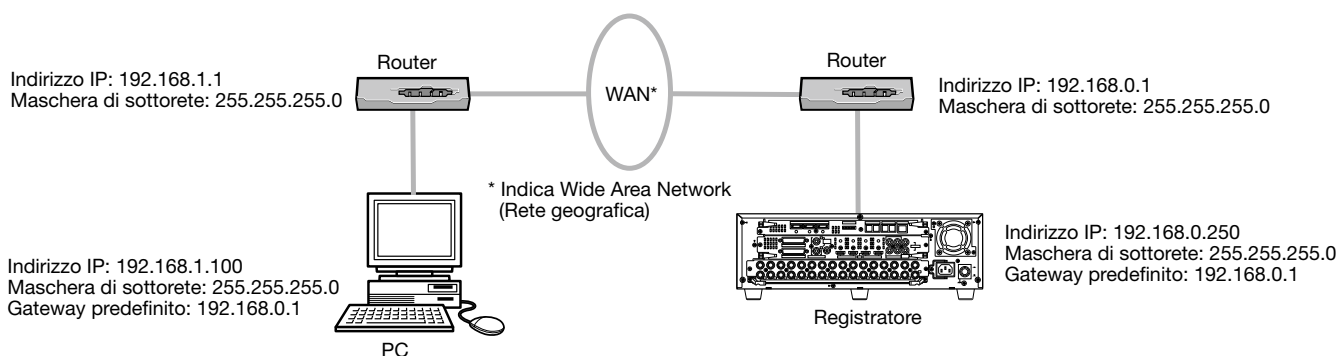 Router
Indirizzo IP: 192.168.1.1
Maschera di sottorete: 255.255.255.0
WAN*
Router
Indirizzo IP: 192.168.0.1
Maschera di sottorete: 255.255.255.0
* Indica Wide Area Network
(Rete geografica)
Indirizzo IP: 192.168.1.100
Maschera di sottorete: 255.255.255.0
Gateway predefinito: 192.168.0.1
PC
Indirizzo IP: 192.168.0.250
Maschera di sottorete: 255.255.255.0
Gateway predefinito: 192.168.0.1
Registratore